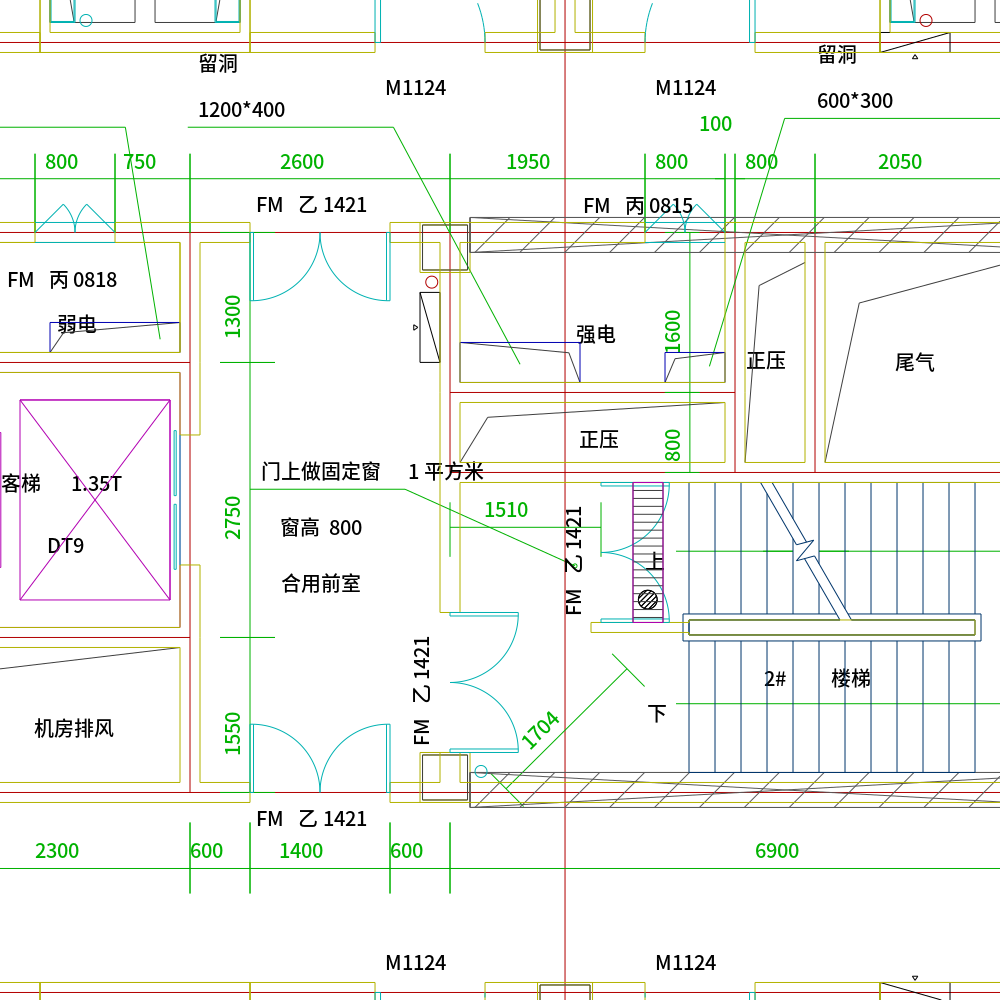 留洞
留洞
M1124
M1124
1200*400
600*300
100
800
750
2600
1950
800
800
2050
FM 乙 1421
FM 丙 0815
FM 丙 0818
弱电
1300
强电
1600
正压
尾气
正压
800
客梯
1.35T
DT9
门上做固定窗 1 平方米
窗高 800
合用前室
2750
1510
FM 乙 1421
上
FM 乙 1421
2# 楼梯
下
1704
机房排风
1550
FM 乙 1421
2300
600
1400
600
6900
M1124
M1124